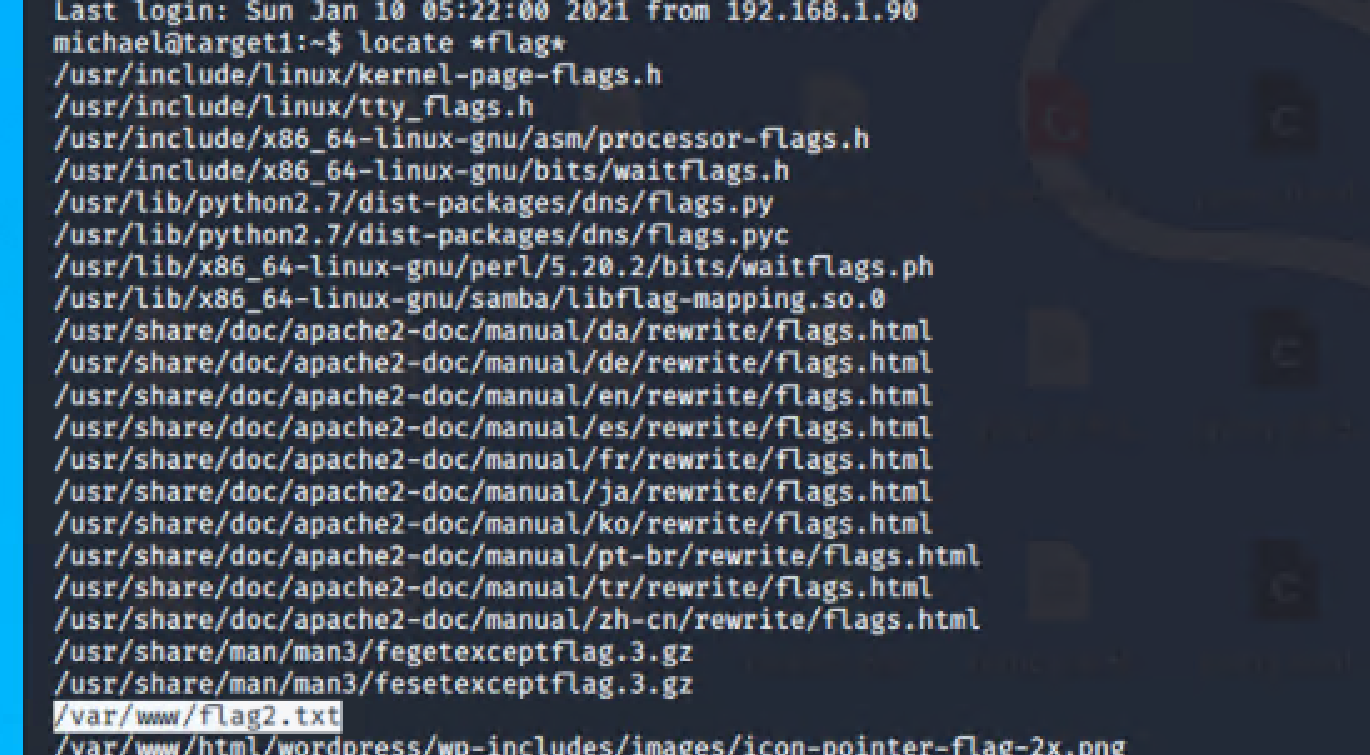 Last login: Sun Jan 10 05:22:00 2021 from 192.168.1.90
michael@target1:~$ locate *flag*
/usr/include/linux/kernel-page-flags.h
/usr/include/linux/tty_flags.h
/usr/include/x86_64-linux-gnu/asm/processor-flags.h
/usr/include/x86_64-linux-gnu/bits/waitflags.h
/usr/lib/python2.7/dist-packages/dns/flags.py
/usr/lib/python2.7/dist-packages/dns/flags.pyc
/usr/lib/x86_64-linux-gnu/perl/5.20.2/bits/waitflags.ph
/usr/lib/x86_64-linux-gnu/samba/libflag-mapping.so.0
/usr/share/doc/apache2-doc/manual/da/rewrite/flags.html
/usr/share/doc/apache2-doc/manual/de/rewrite/flags.html
/usr/share/doc/apache2-doc/manual/en/rewrite/flags.html
/usr/share/doc/apache2-doc/manual/es/rewrite/flags.html
/usr/share/doc/apache2-doc/manual/fr/rewrite/flags.html
/usr/share/doc/apache2-doc/manual/ja/rewrite/flags.html
/usr/share/doc/apache2-doc/manual/ko/rewrite/flags.html
/usr/share/doc/apache2-doc/manual/pt-br/rewrite/flags.html
/usr/share/doc/apache2-doc/manual/tr/rewrite/flags.html
/usr/share/doc/apache2-doc/manual/zh-cn/rewrite/flags.html
/usr/share/man/man3/fegetexceptflag.3.gz
/usr/share/man/man3/fesetexceptflag.3.gz
/var/www/flag2.txt
/var/www/html/wordpress/wp-includes/images/icon-pointer-flag-2x.png